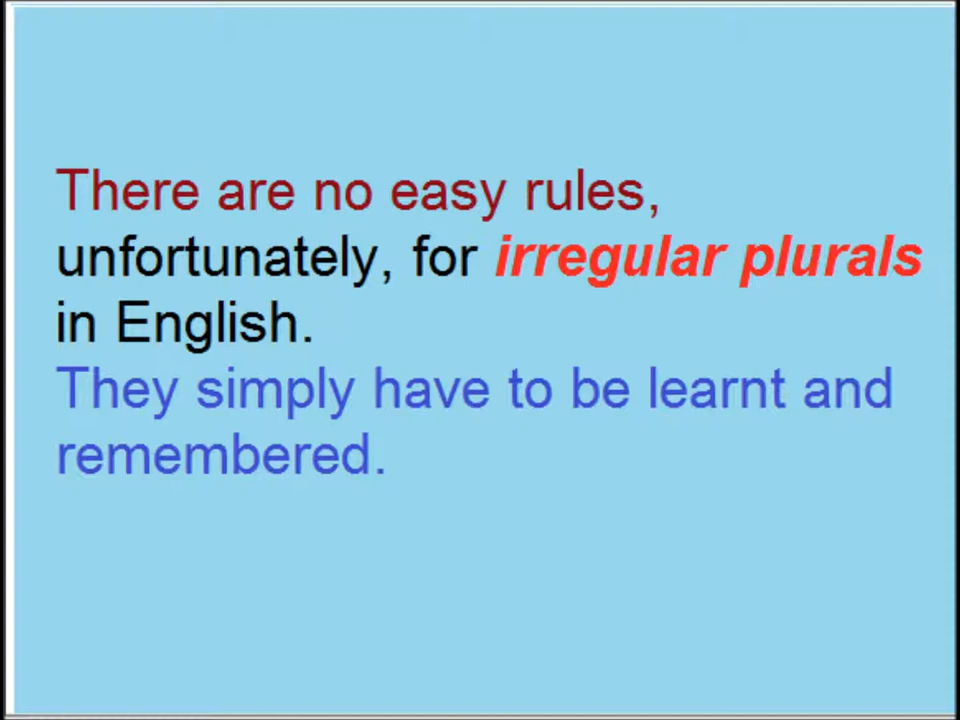 There are no easy rules,
unfortunately, for irregular plurals
in English.
They simply have to be learnt and
remembered.